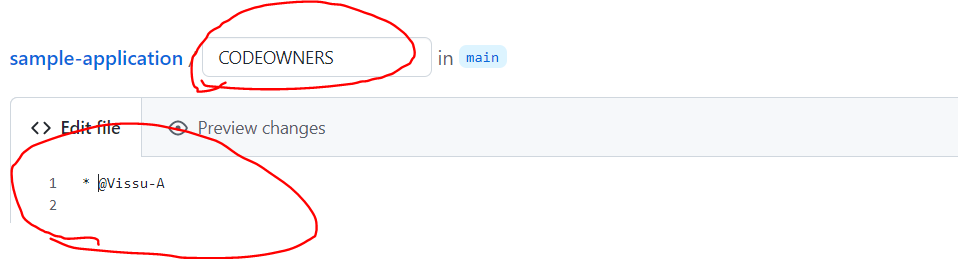 sample-application / CODEOWNERS in main
<> Edit file Preview changes
1 * @Vissu-A
2